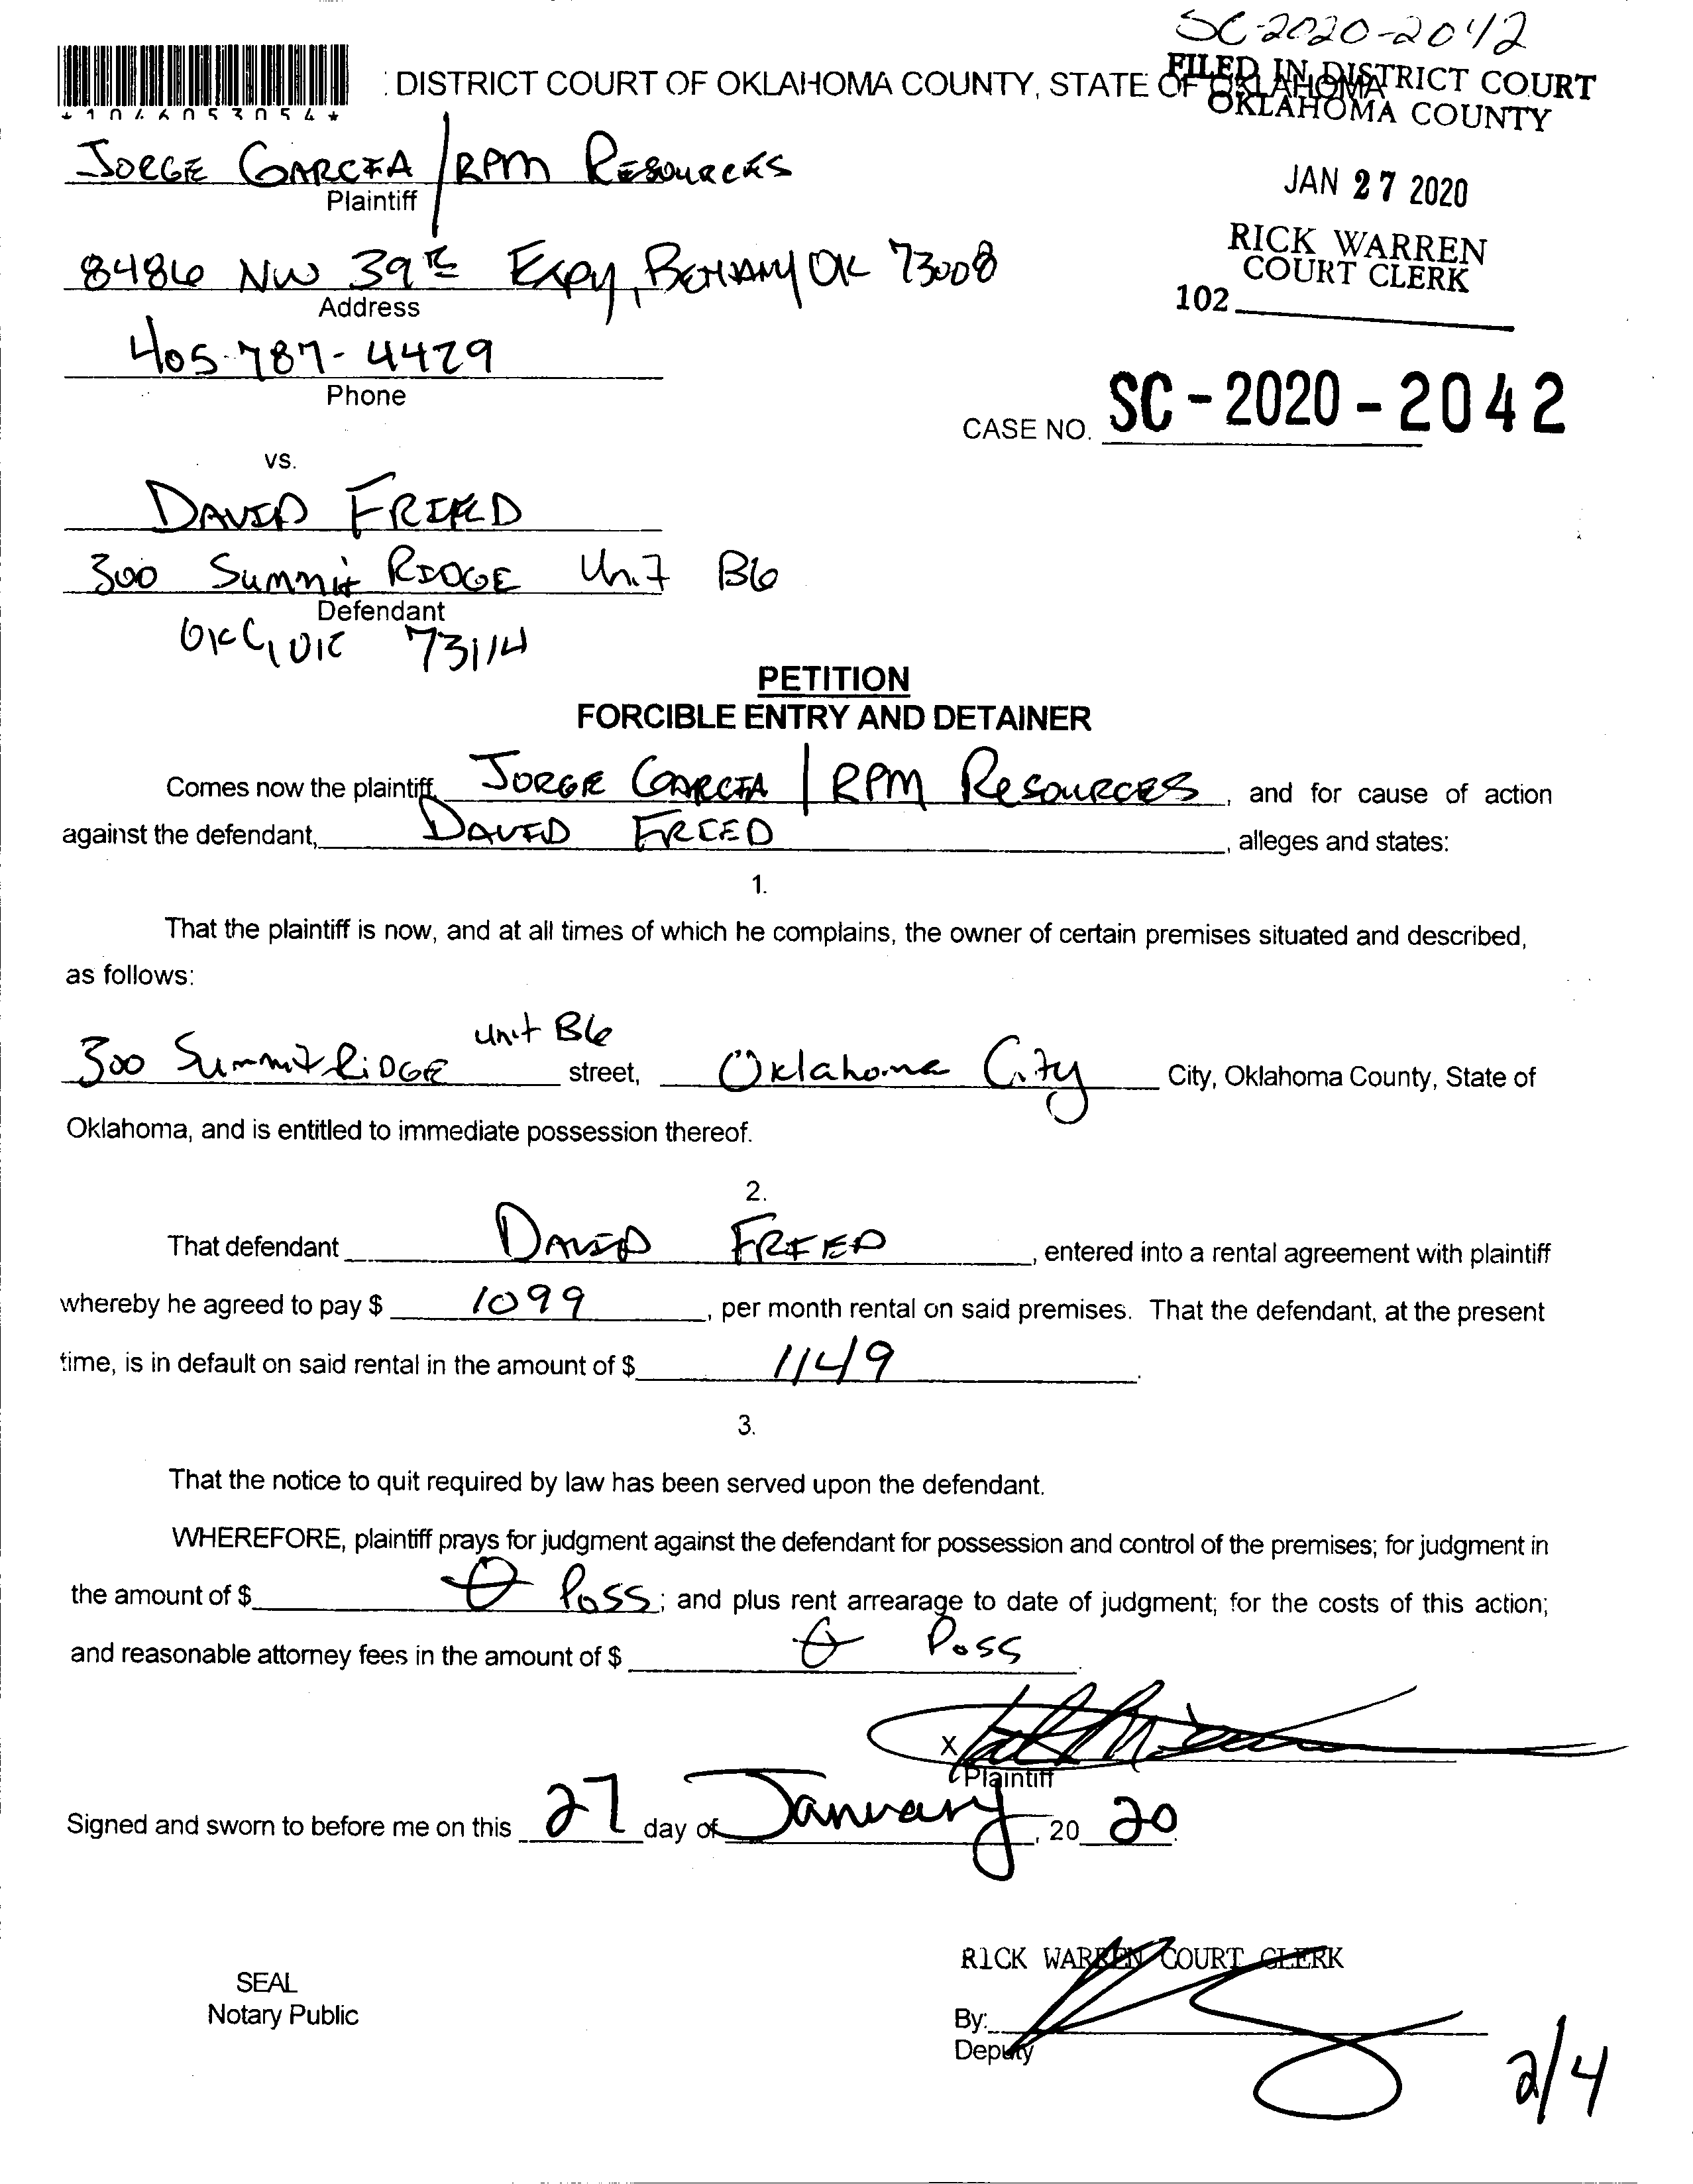 SC-2020-2042
DISTRICT COURT OF OKLAHOMA COUNTY, STATE OF OKLAHOMA
FILED IN DISTRICT COURT
OKLAHOMA COUNTY
*1046053054*
JORGE GARCIA / RPM RESOURCES
Plaintiff
JAN 27 2020
RICK WARREN
COURT CLERK
102
8486 NW 39th EXPY, BETHANY OK 73008
Address
405-787-4429
Phone
CASE NO. SC-2020-2042
vs.
DAVID FRIED
300 Summit RIDGE Unit B6
Defendant
OKC, OK 73114
PETITION
FORCIBLE ENTRY AND DETAINER
Comes now the plaintiff, JORGE GARCIA / RPM RESOURCES, and for cause of action
against the defendant, DAVID FRIED, alleges and states:
1.
That the plaintiff is now, and at all times of which he complains, the owner of certain premises situated and described,
as follows:
unit B6
300 Summit RiDGE street, Oklahoma City City, Oklahoma County, State of
Oklahoma, and is entitled to immediate possession thereof.
2.
That defendant DAVID FRIED, entered into a rental agreement with plaintiff
whereby he agreed to pay $ 1099, per month rental on said premises. That the defendant, at the present
time, is in default on said rental in the amount of $ 1149.
3.
That the notice to quit required by law has been served upon the defendant.
WHEREFORE, plaintiff prays for judgment against the defendant for possession and control of the premises; for judgment in
the amount of $ Poss; and plus rent arrearage to date of judgment; for the costs of this action;
and reasonable attorney fees in the amount of $ Poss.
X
Plaintiff
Signed and sworn to before me on this 27 day of January, 2020.
RICK WARREN COURT CLERK
SEAL
Notary Public
By:
Deputy
2/4